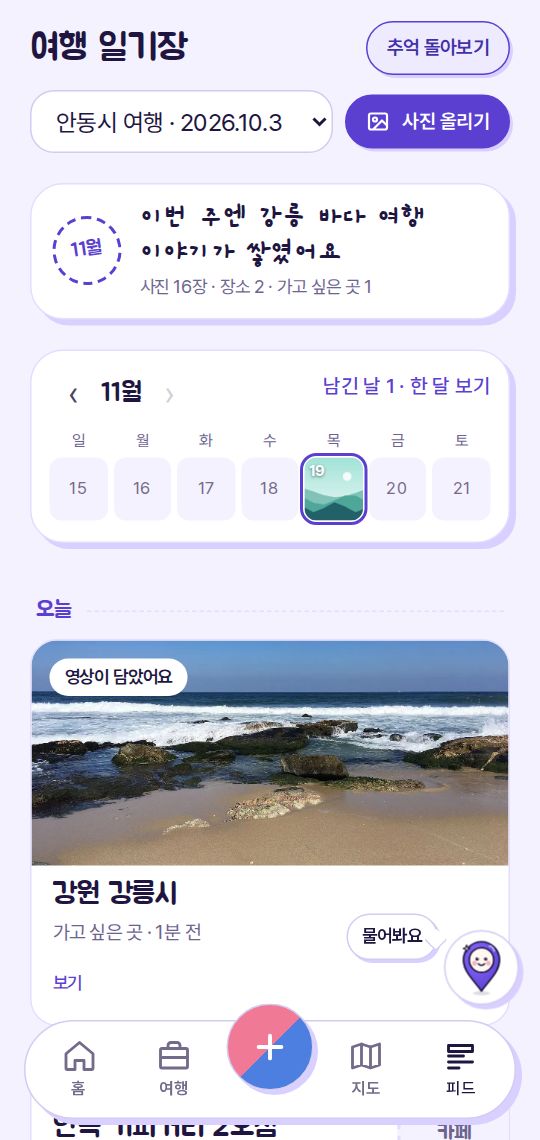 여행 일기장
추억 돌아보기
안동시 여행 · 2026.10.3
사진 올리기
11월
이번 주엔 강릉 바다 여행
이야기가 쌓였어요
사진 16장 · 장소 2 · 가고 싶은 곳 1
‹ 11월 ›
남긴 날 1 · 한 달 보기
일 월 화 수 목 금 토
15 16 17 18 19 20 21
오늘
영상이 담았어요
강원 강릉시
가고 싶은 곳 · 1분 전
물어봐요
보기
홈 여행 + 지도 피드
카페